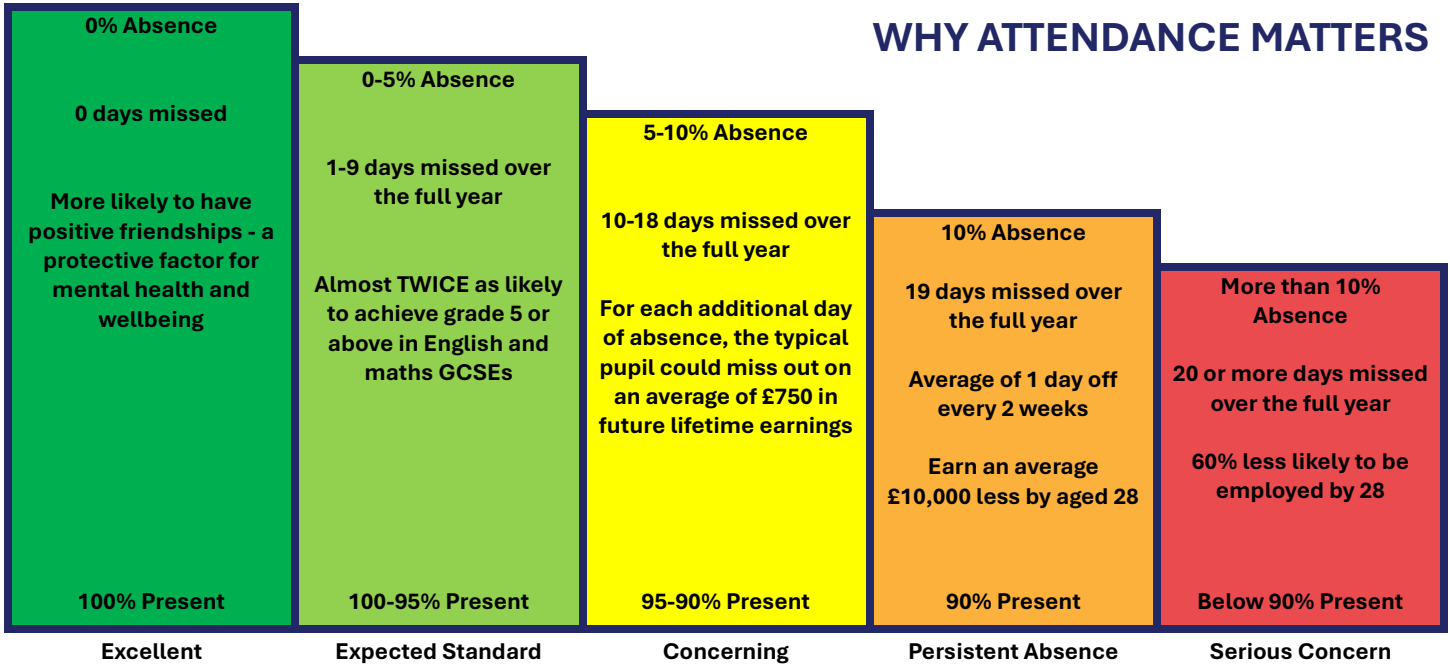 WHY ATTENDANCE MATTERS
0% Absence
0 days missed
More likely to have
positive friendships - a
protective factor for
mental health and
wellbeing
100% Present
Excellent
0-5% Absence
1-9 days missed over
the full year
Almost TWICE as likely
to achieve grade 5 or
above in English and
maths GCSEs
100-95% Present
Expected Standard
5-10% Absence
10-18 days missed over
the full year
For each additional day
of absence, the typical
pupil could miss out on
an average of £750 in
future lifetime earnings
95-90% Present
Concerning
10% Absence
19 days missed over
the full year
Average of 1 day off
every 2 weeks
Earn an average
£10,000 less by aged 28
90% Present
Persistent Absence
More than 10%
Absence
20 or more days missed
over the full year
60% less likely to be
employed by 28
Below 90% Present
Serious Concern